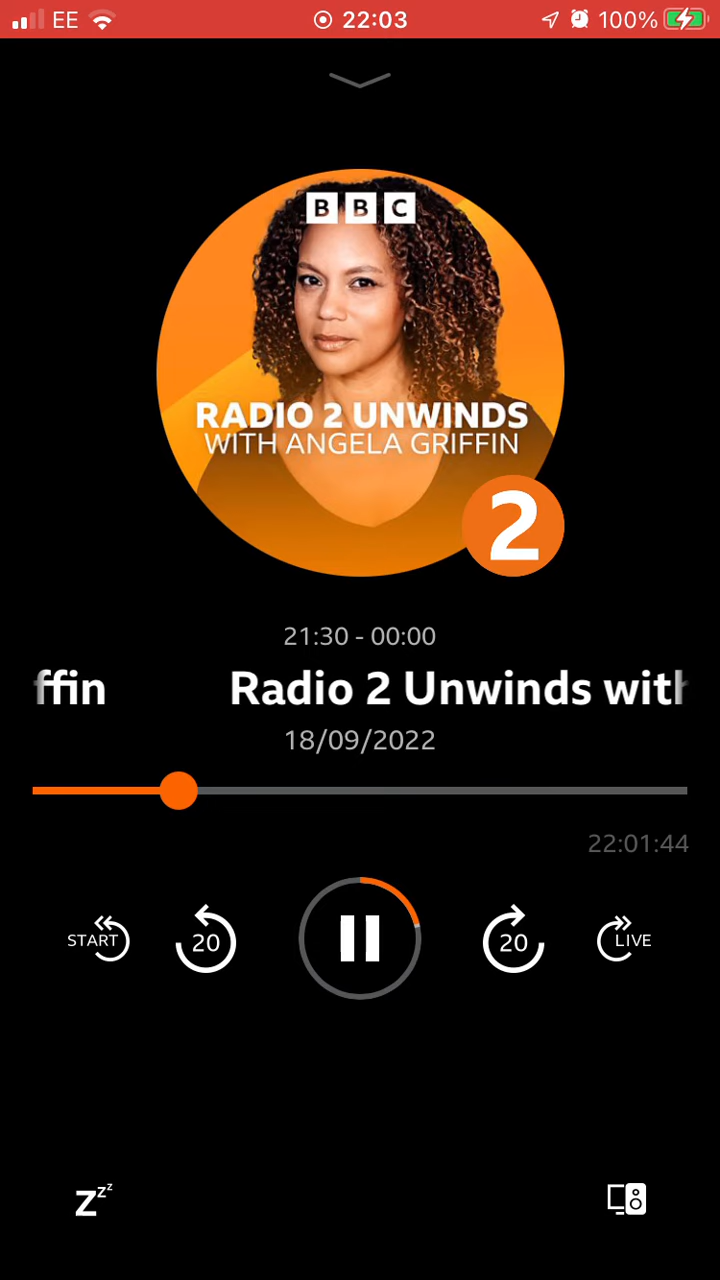 EE 22:03 100%
BBC
RADIO 2 UNWINDS
WITH ANGELA GRIFFIN
2
21:30 - 00:00
ffin Radio 2 Unwinds with
18/09/2022
22:01:44
START 20 20 LIVE
Zzz